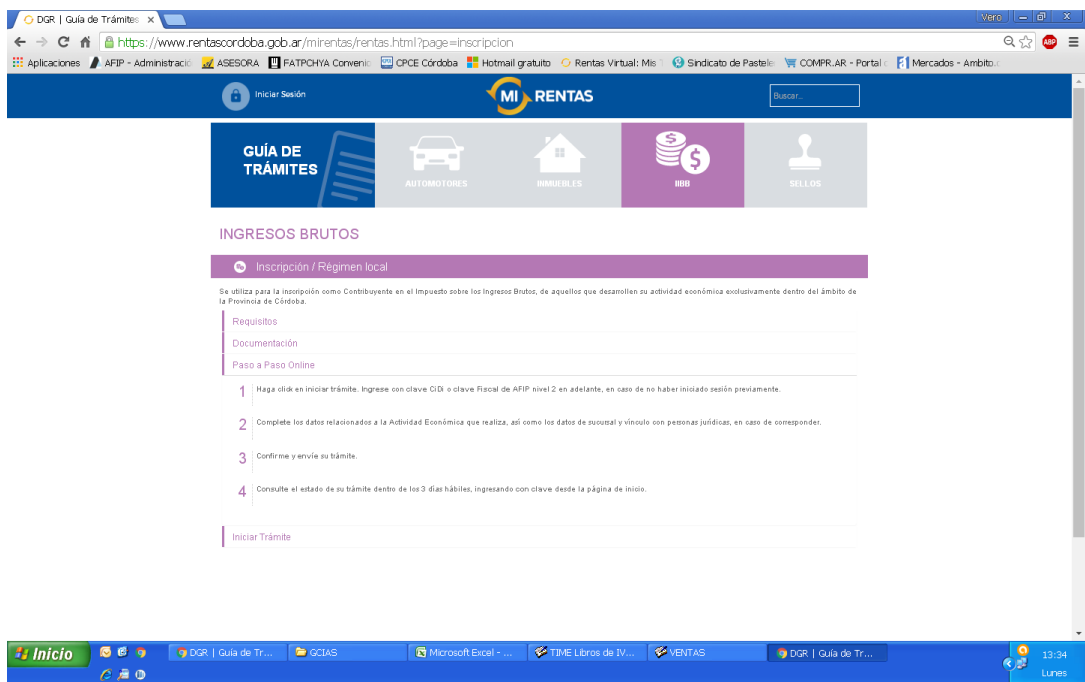 DGR | Guía de Trámites
Vero
https://www.rentascordoba.gob.ar/mirentas/rentas.html?page=inscripcion
ABP
Aplicaciones AFIP - Administració ASESORA FATPCHYA Convenio CPCE Córdoba Hotmail gratuito Rentas Virtual: Mis Sindicato de Pastele COMPR.AR - Portal Mercados - Ambito.c
Iniciar Sesión
MI RENTAS
Buscar...
GUÍA DE
TRÁMITES
AUTOMOTORES
INMUEBLES
IIBB
SELLOS
INGRESOS BRUTOS
Inscripción / Régimen local
Se utiliza para la inscripción como Contribuyente en el Impuesto sobre los Ingresos Brutos, de aquellos que desarrollen su actividad económica exclusivamente dentro del ámbito de
la Provincia de Córdoba.
Requisitos
Documentación
Paso a Paso Online
1 Haga click en iniciar trámite. Ingrese con clave CiDi o clave Fiscal de AFIP nivel 2 en adelante, en caso de no haber iniciado sesión previamente.
2 Complete los datos relacionados a la Actividad Económica que realiza, así como los datos de sucursal y vínculo con personas jurídicas, en caso de corresponder.
3 Confirme y envíe su trámite.
4 Consulte el estado de su trámite dentro de los 3 días hábiles, ingresando con clave desde la página de inicio.
Iniciar Trámite
Inicio
DGR | Guía de Tr...
GCIAS
Microsoft Excel - ...
TIME Libros de IV...
VENTAS
DGR | Guía de Tr...
13:34
Lunes